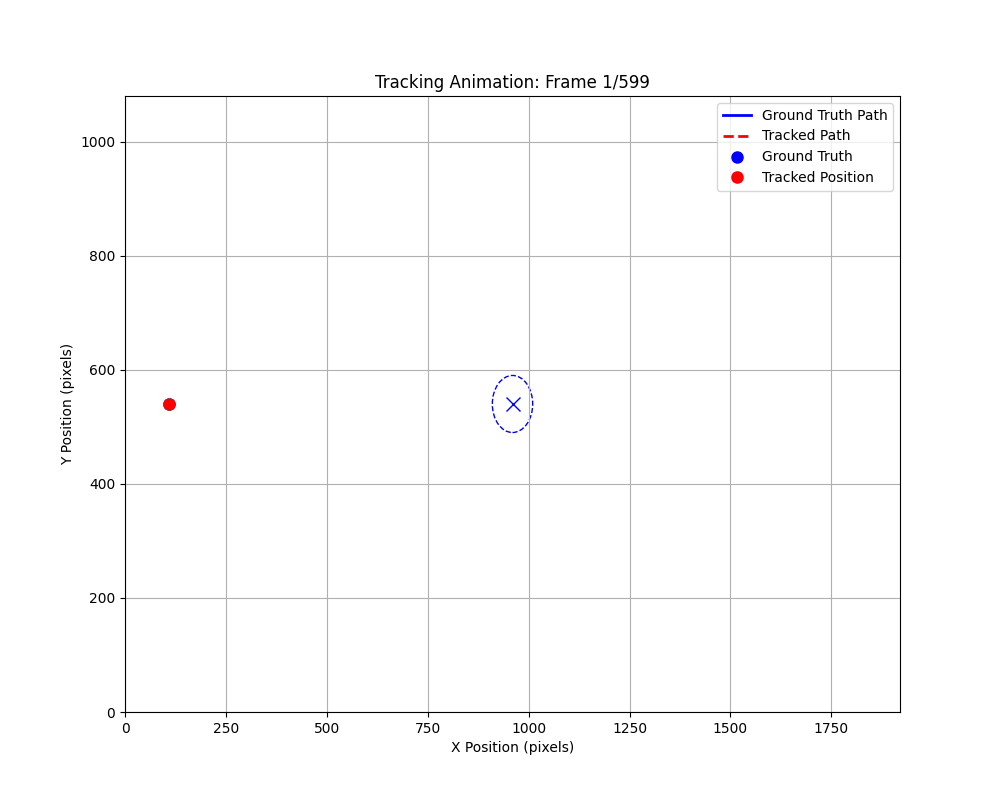 Tracking Animation: Frame 1/599
Ground Truth Path
Tracked Path
Ground Truth
Tracked Position
1000
800
600
400
200
0
Y Position (pixels)
0 250 500 750 1000 1250 1500 1750
X Position (pixels)